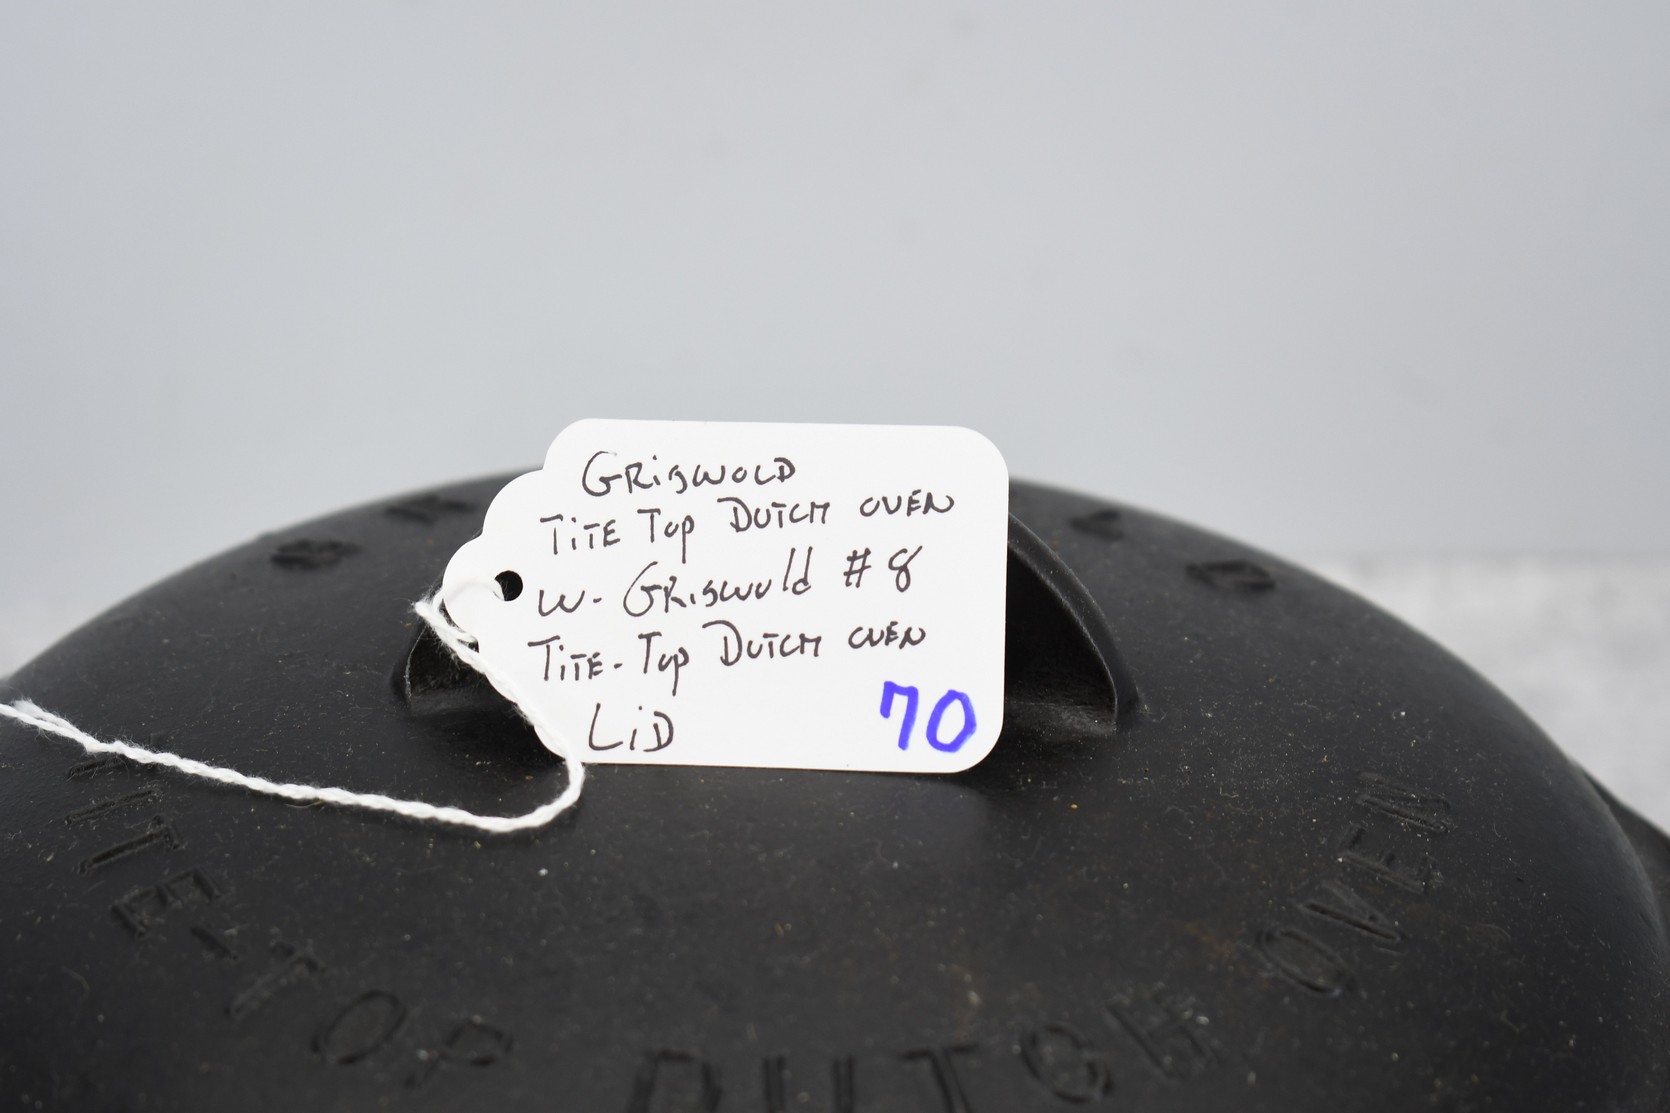 GRISWOLD
TiTE Top DUTCH OVEN
w- GRiswold #8
TiTE-Top DUTCH OVEN
LiD
70
TITE-TOP DUTCH OVEN